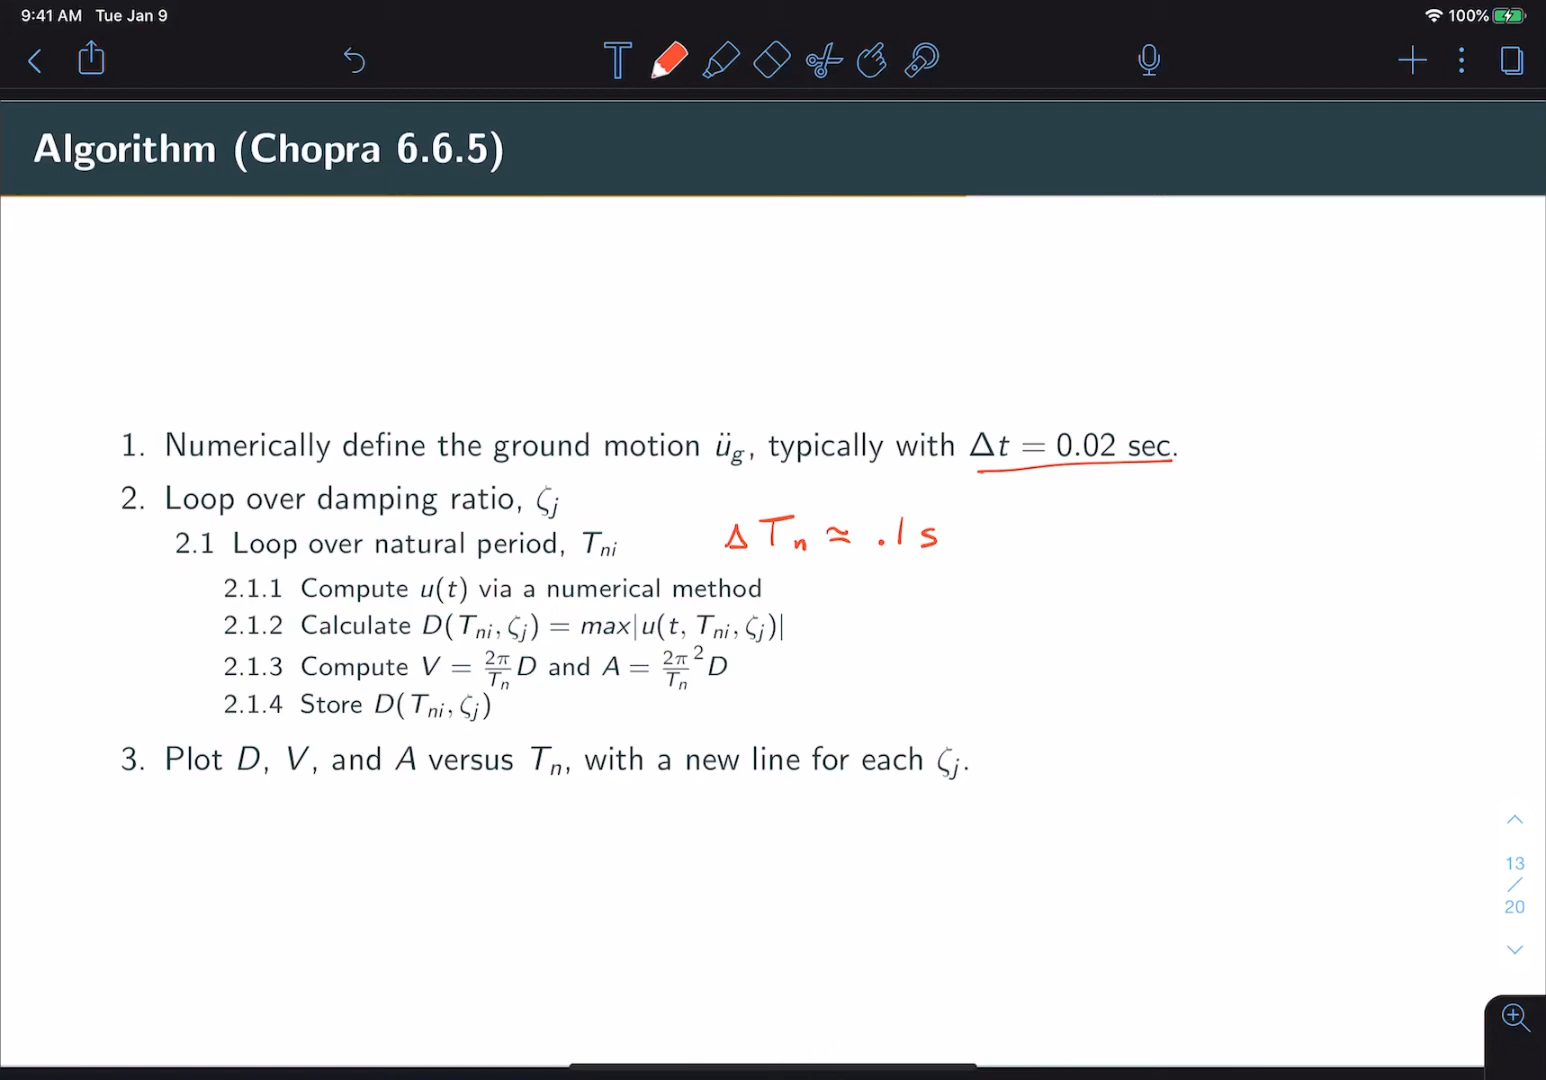 9:41 AM Tue Jan 9 100%
Algorithm (Chopra 6.6.5)
1. Numerically define the ground motion ü_g, typically with Δt = 0.02 sec.
2. Loop over damping ratio, ζ_j
2.1 Loop over natural period, T_ni
ΔT_n ≈ .1 s
2.1.1 Compute u(t) via a numerical method
2.1.2 Calculate D(T_ni, ζ_j) = max|u(t, T_ni, ζ_j)|
2.1.3 Compute V = 2π/T_n D and A = 2π/T_n ² D
2.1.4 Store D(T_ni, ζ_j)
3. Plot D, V, and A versus T_n, with a new line for each ζ_j.
13
/
20